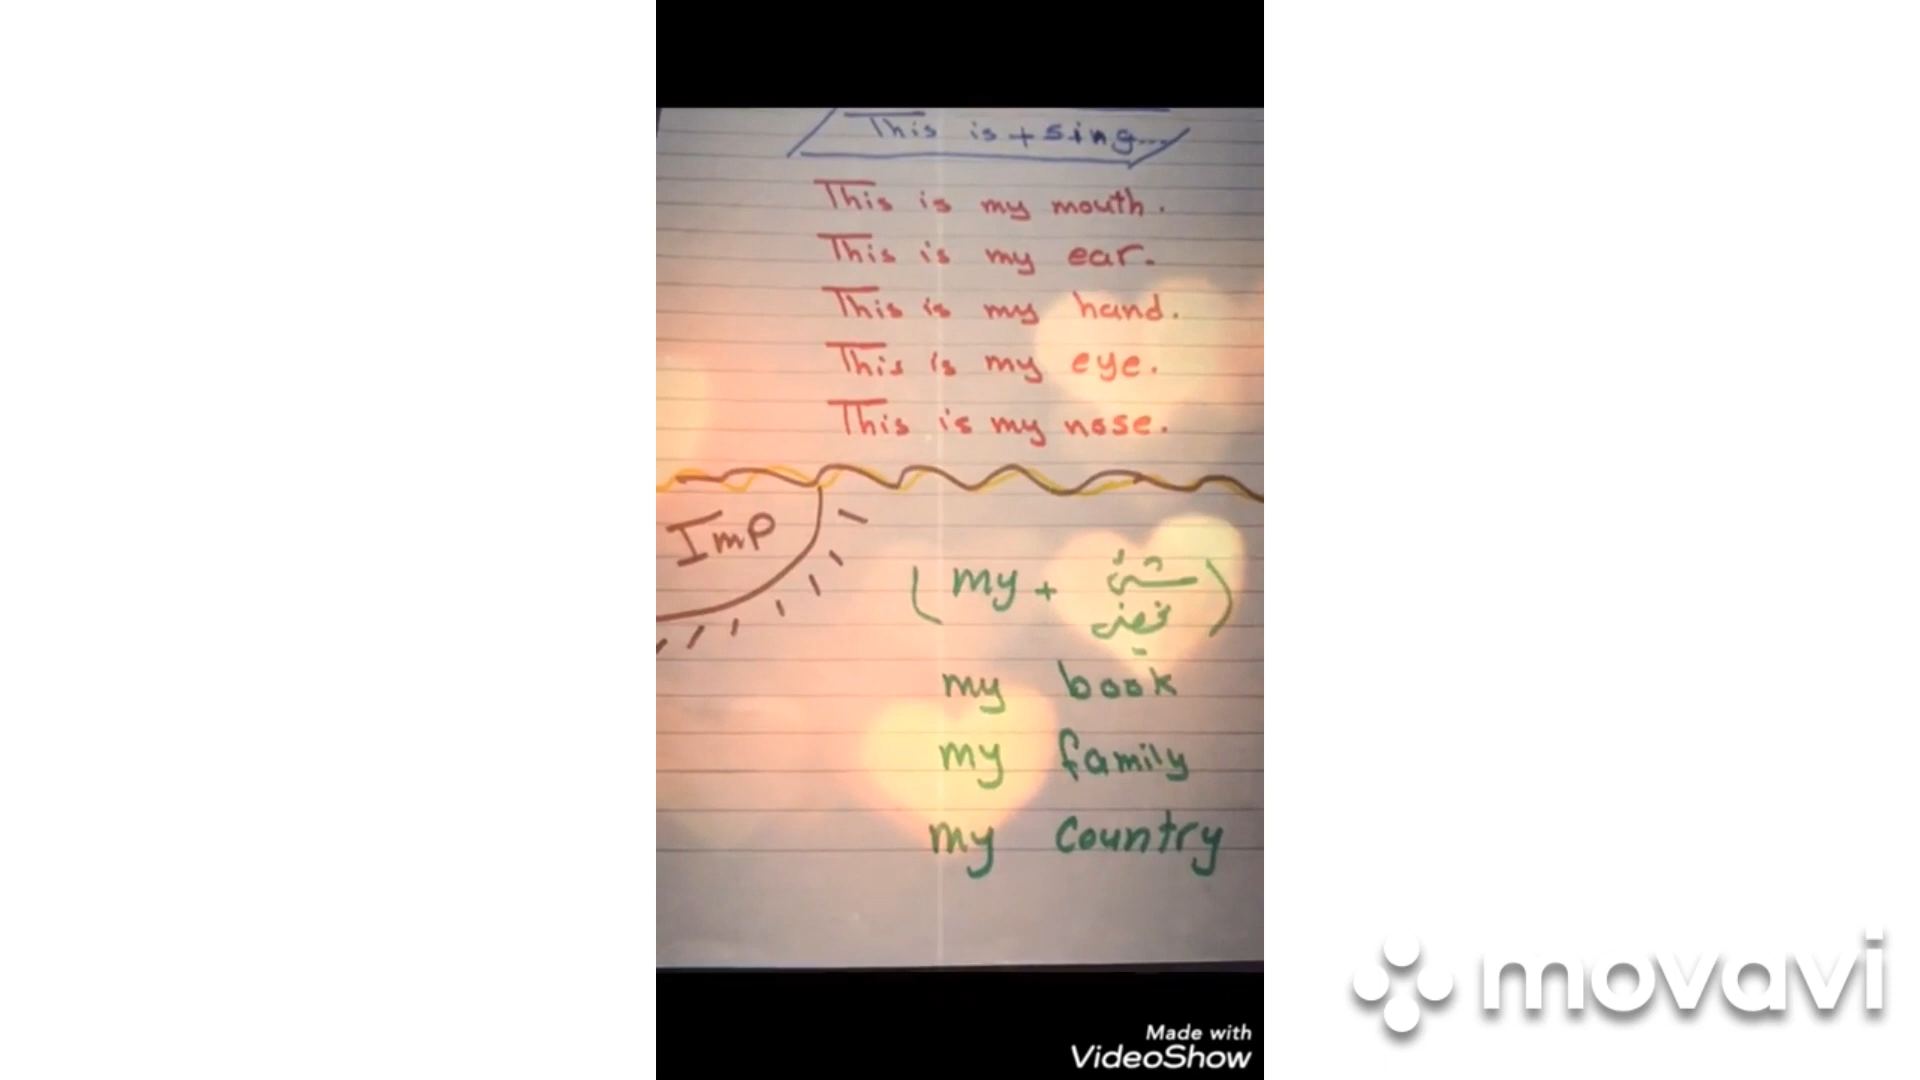 This is + sing...
This is my mouth.
This is my ear.
This is my hand.
This is my eye.
This is my nose.
Imp
(my + شئ)
my book
my family
my country
Made with
VideoShow
movavi